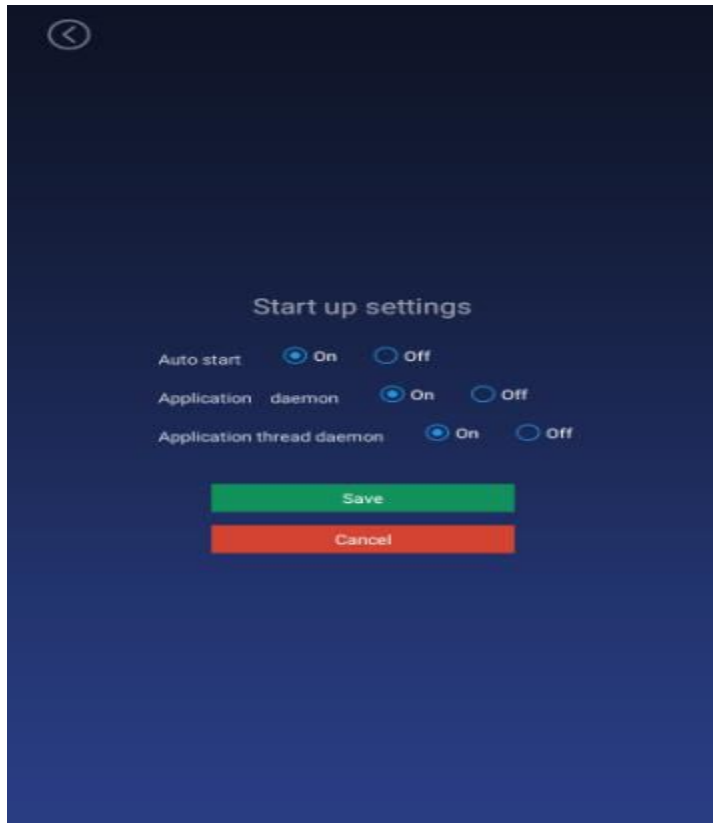 Start up settings
Auto start On Off
Application daemon On Off
Application thread daemon On Off
Save
Cancel